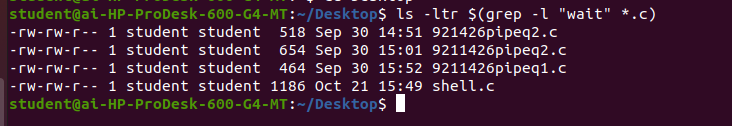 student@ai-HP-ProDesk-600-G4-MT:~/Desktop$ ls -ltr $(grep -l "wait" *.c)
-rw-rw-r-- 1 student student  518 Sep 30 14:51 921426pipeq2.c
-rw-rw-r-- 1 student student  654 Sep 30 15:01 9211426pipeq2.c
-rw-rw-r-- 1 student student  464 Sep 30 15:52 9211426pipeq1.c
-rw-rw-r-- 1 student student 1186 Oct 21 15:49 shell.c
student@ai-HP-ProDesk-600-G4-MT:~/Desktop$